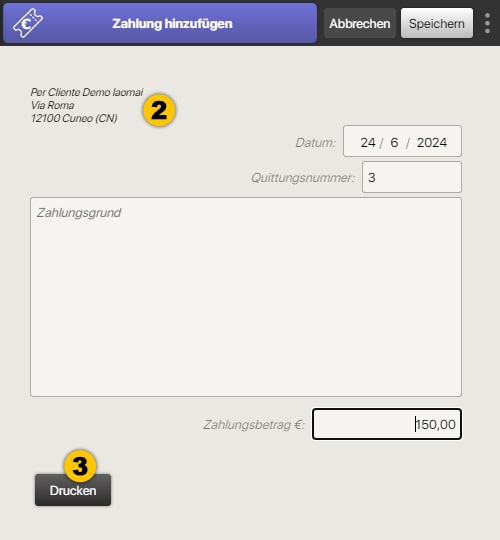 € Zahlung hinzufügen Abbrechen Speichern
Per Cliente Demo Iaomai
Via Roma
12100 Cuneo (CN)
2
Datum: 24 / 6 / 2024
Quittungsnummer: 3
Zahlungsgrund
Zahlungsbetrag €: 150,00
3
Drucken